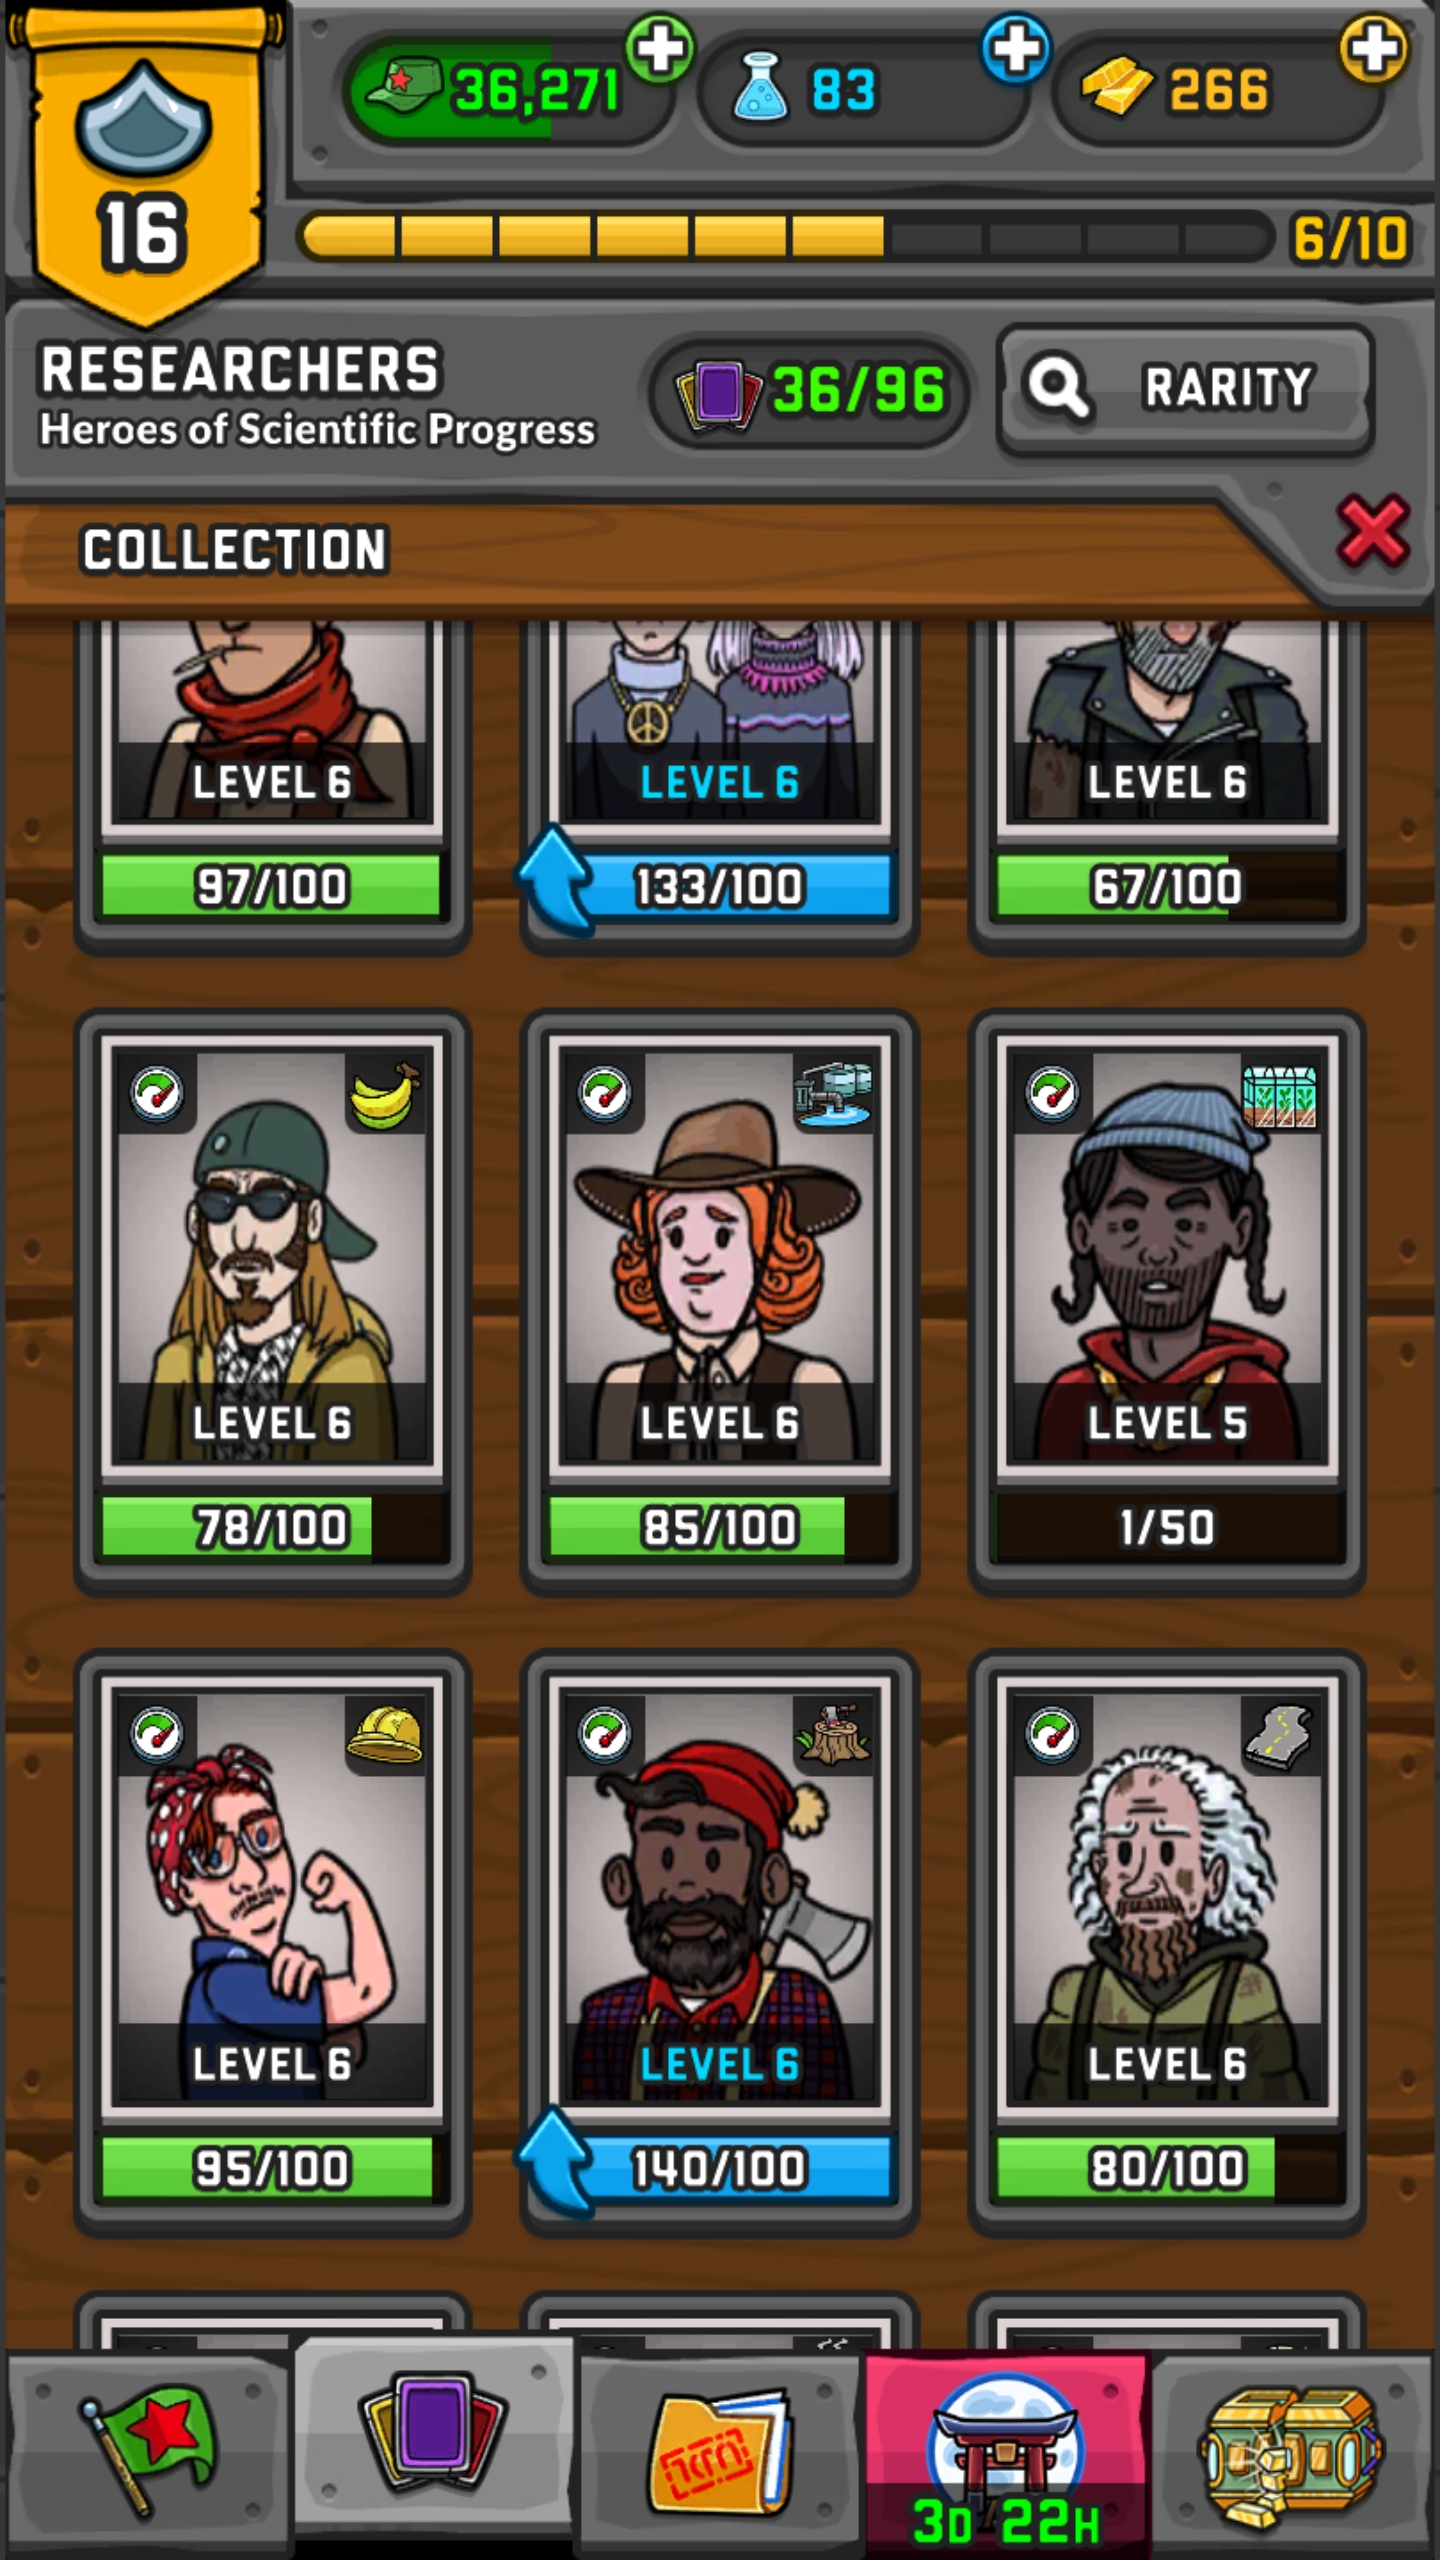 36,271
83
266
16
6/10
RESEARCHERS
Heroes of Scientific Progress
36/96
RARITY
COLLECTION
LEVEL 6
LEVEL 6
LEVEL 6
97/100
133/100
67/100
LEVEL 6
LEVEL 6
LEVEL 5
78/100
85/100
1/50
LEVEL 6
LEVEL 6
LEVEL 6
95/100
140/100
80/100
3D 22H